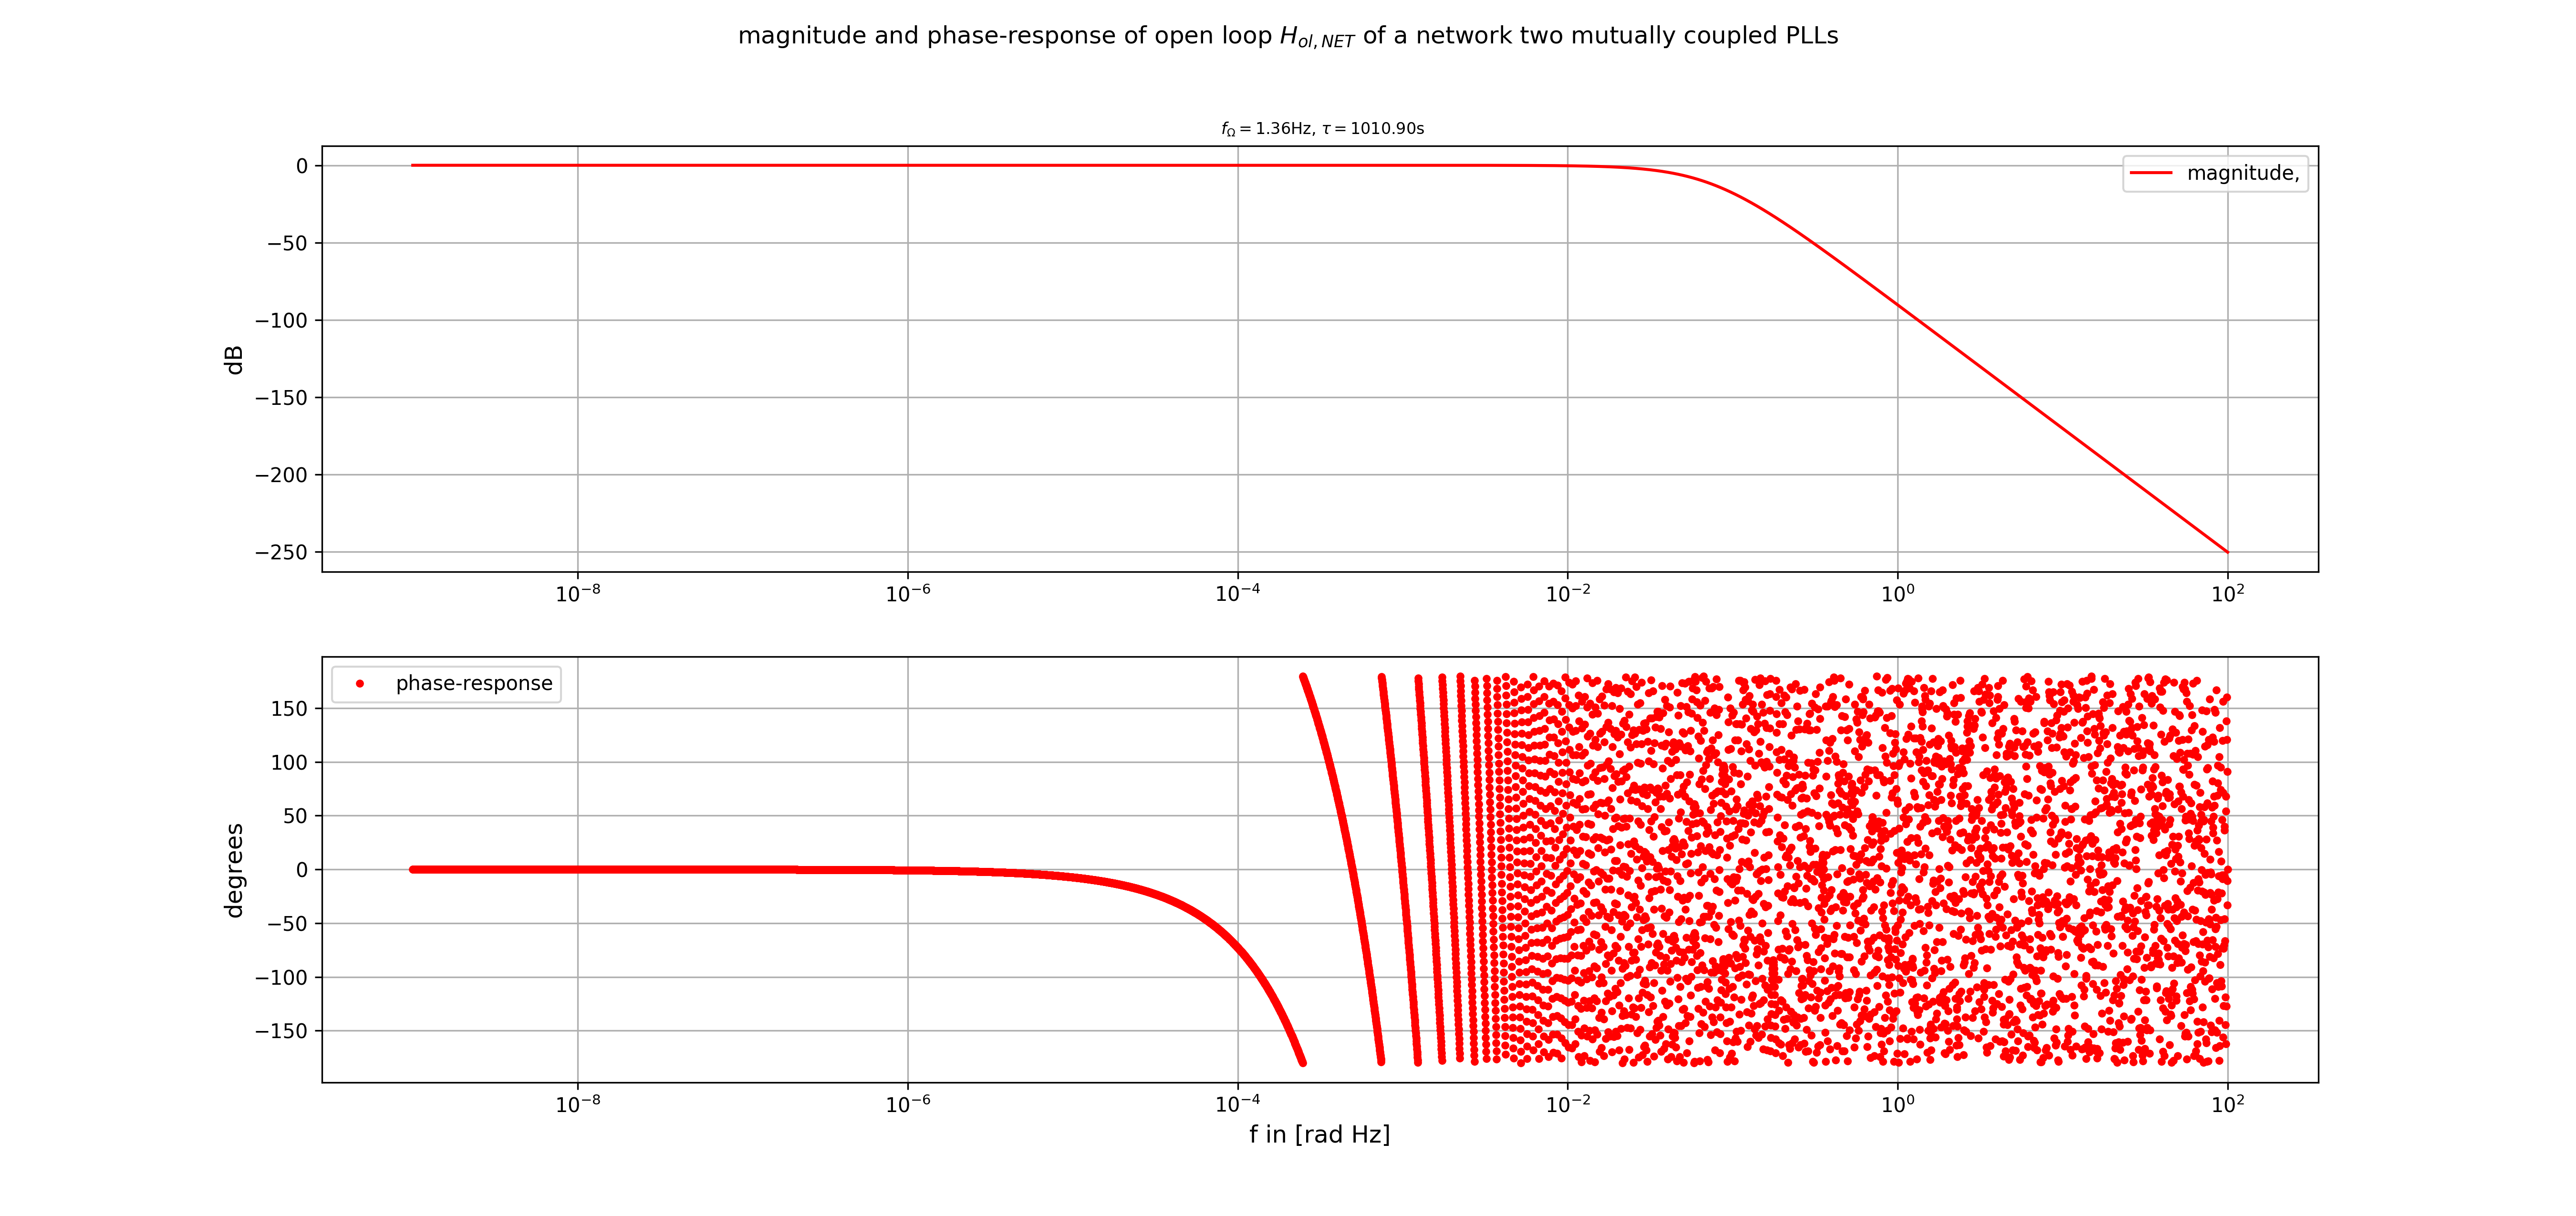 magnitude and phase-response of open loop H_{ol,NET} of a network two mutually coupled PLLs
f_Ω = 1.36Hz, τ = 1010.90s
magnitude,
0
−50
−100
−150
−200
−250
dB
10^{−8} 10^{−6} 10^{−4} 10^{−2} 10^{0} 10^{2}
phase-response
150
100
50
0
−50
−100
−150
degrees
10^{−8} 10^{−6} 10^{−4} 10^{−2} 10^{0} 10^{2}
f in [rad Hz]